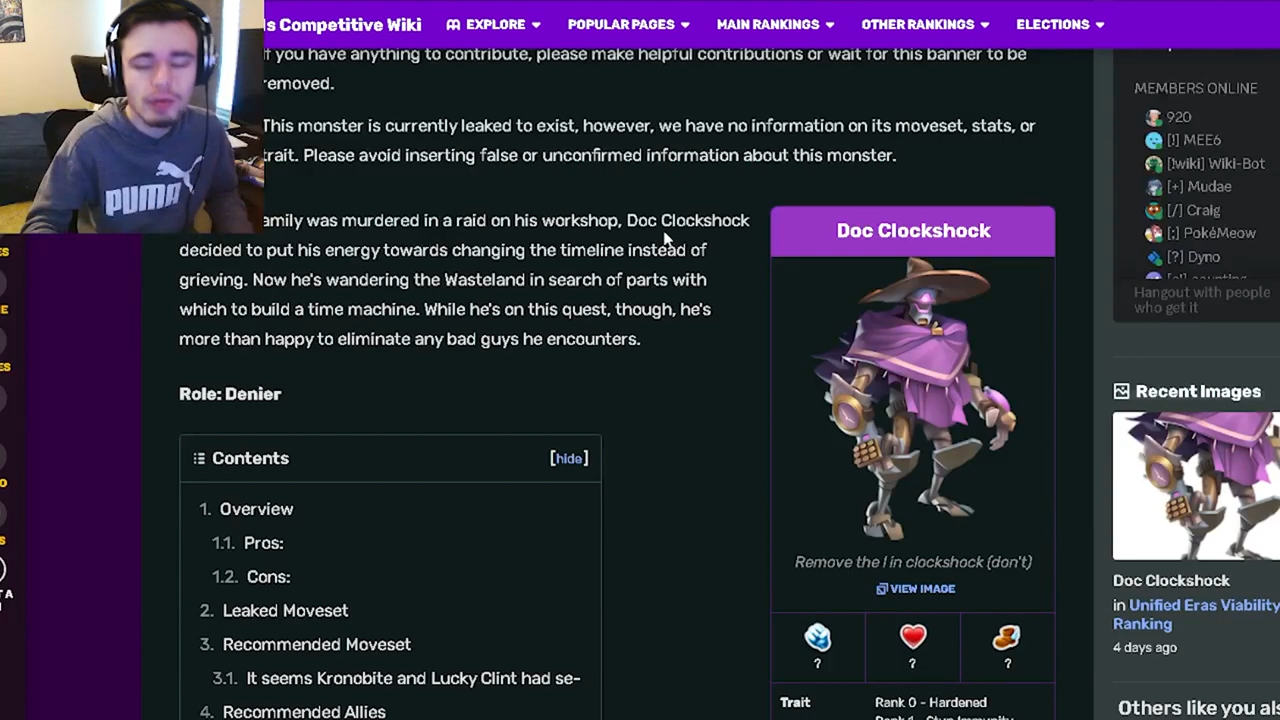 ls Competitive Wiki
EXPLORE
POPULAR PAGES
MAIN RANKINGS
OTHER RANKINGS
ELECTIONS
If you have anything to contribute, please make helpful contributions or wait for this banner to be
removed.
This monster is currently leaked to exist, however, we have no information on its moveset, stats, or
trait. Please avoid inserting false or unconfirmed information about this monster.
amily was murdered in a raid on his workshop, Doc Clockshock
decided to put his energy towards changing the timeline instead of
grieving. Now he's wandering the Wasteland in search of parts with
which to build a time machine. While he's on this quest, though, he's
more than happy to eliminate any bad guys he encounters.
Role: Denier
Contents
[hide]
1. Overview
1.1. Pros:
1.2. Cons:
2. Leaked Moveset
3. Recommended Moveset
3.1. It seems Kronobite and Lucky Clint had se-
4. Recommended Allies
Doc Clockshock
Remove the l in clockshock (don't)
VIEW IMAGE
?
?
?
Trait
Rank 0 - Hardened
PUMA
MEMBERS ONLINE
920
[!] MEE6
[!wiki] Wiki-Bot
[+] Mudae
[/] Craig
[;] PokéMeow
[?] Dyno
Hangout with people
who get it
Recent Images
Doc Clockshock
in Unified Eras Viability
Ranking
4 days ago
Others like you als